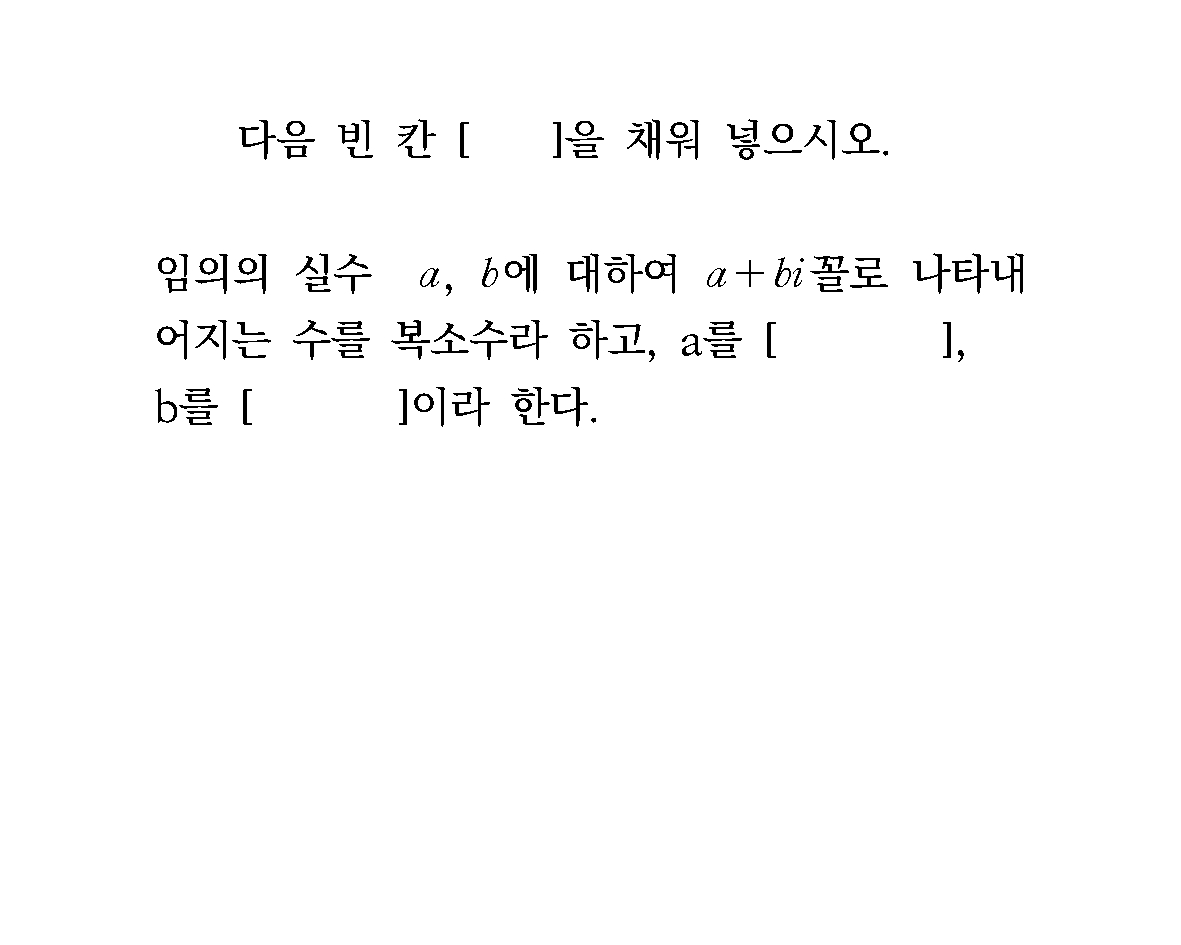 다음 빈 칸 [ ]을 채워 넣으시오.
임의의 실수 a, b에 대하여 a+bi꼴로 나타내
어지는 수를 복소수라 하고, a를 [ ],
b를 [ ]이라 한다.